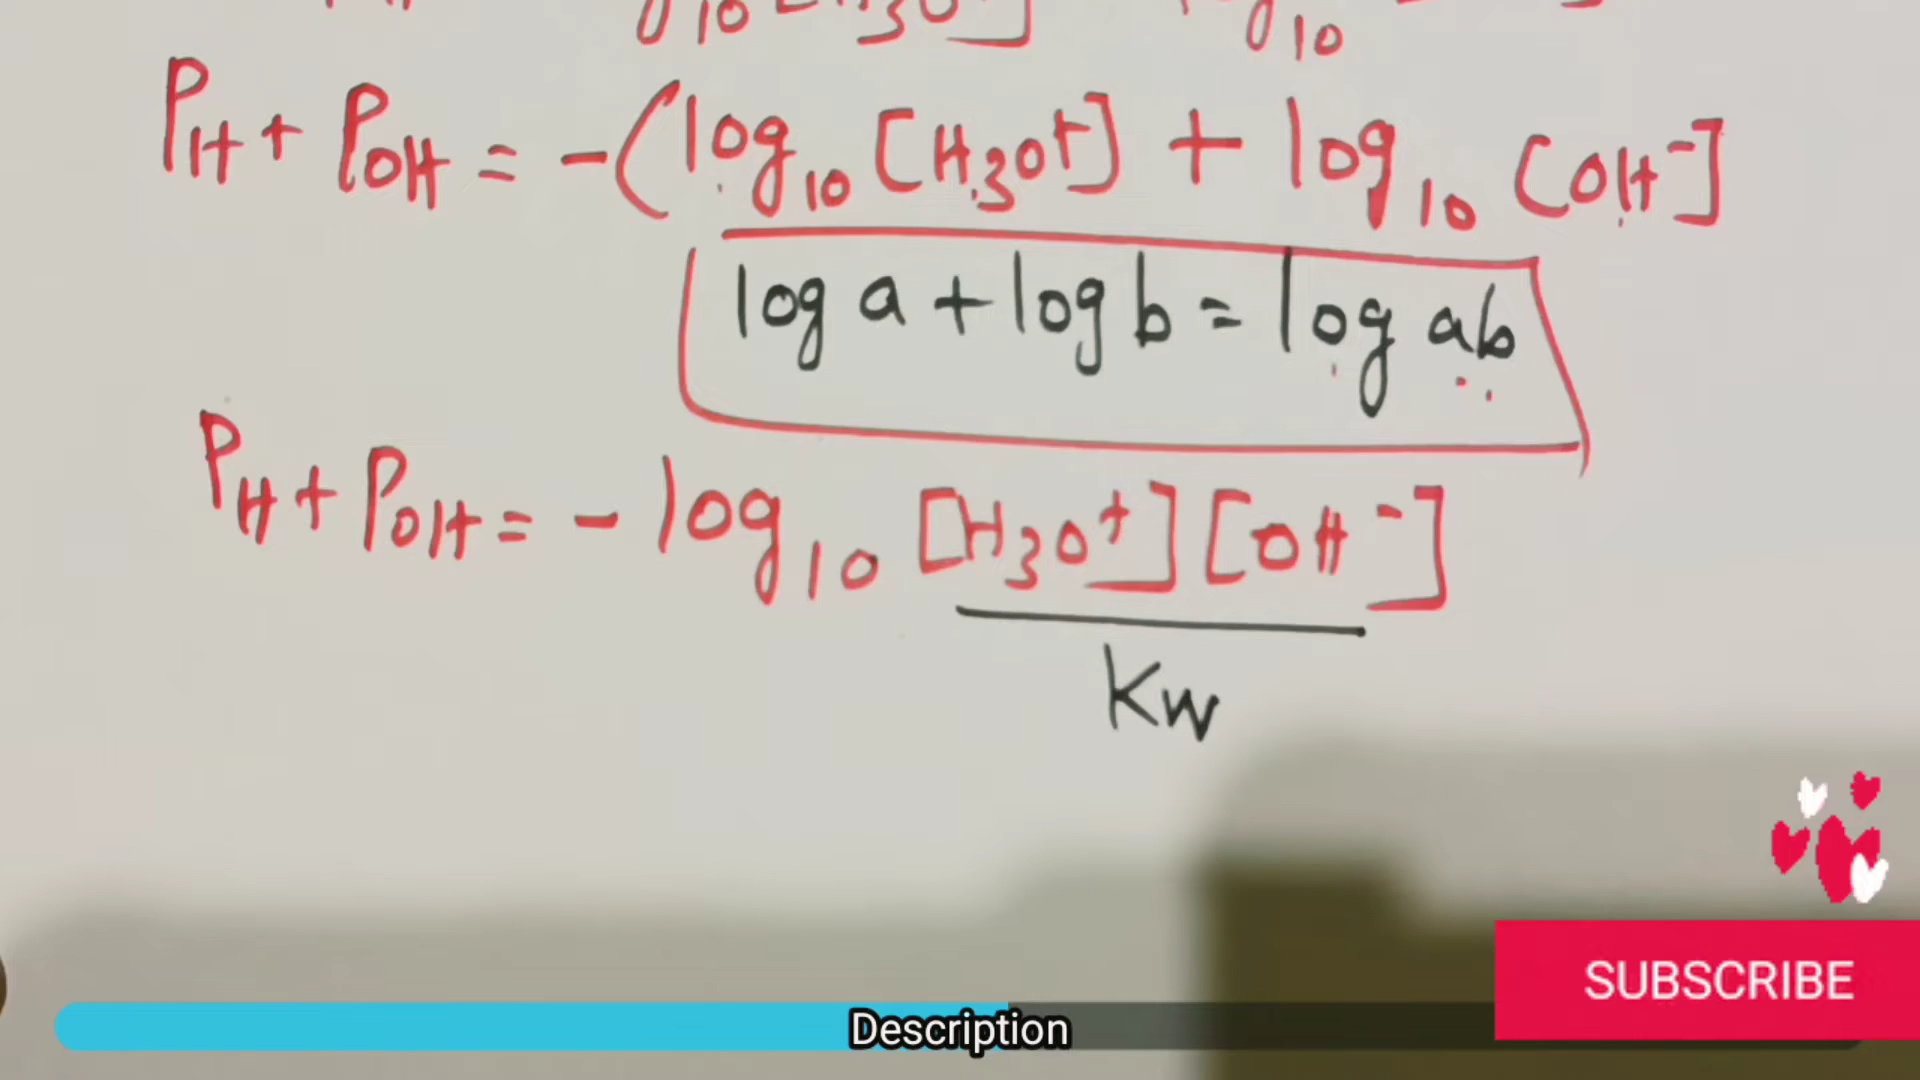 PH + POH = -(log10 [H3O+] + log10 [OH-]
log a + log b = log ab
PH + POH = - log10 [H3O+][OH-]
Kw
SUBSCRIBE
Description